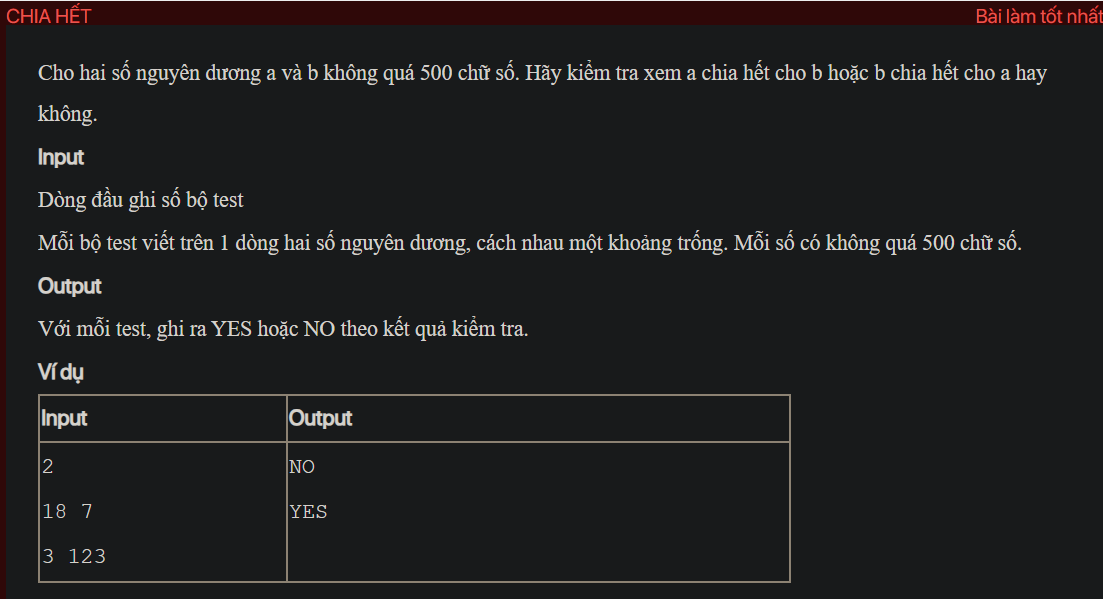 CHIA HẾT
Bài làm tốt nhất
Cho hai số nguyên dương a và b không quá 500 chữ số. Hãy kiểm tra xem a chia hết cho b hoặc b chia hết cho a hay
không.
Input
Dòng đầu ghi số bộ test
Mỗi bộ test viết trên 1 dòng hai số nguyên dương, cách nhau một khoảng trống. Mỗi số có không quá 500 chữ số.
Output
Với mỗi test, ghi ra YES hoặc NO theo kết quả kiểm tra.
Ví dụ
Input Output
2 NO
18 7 YES
3 123